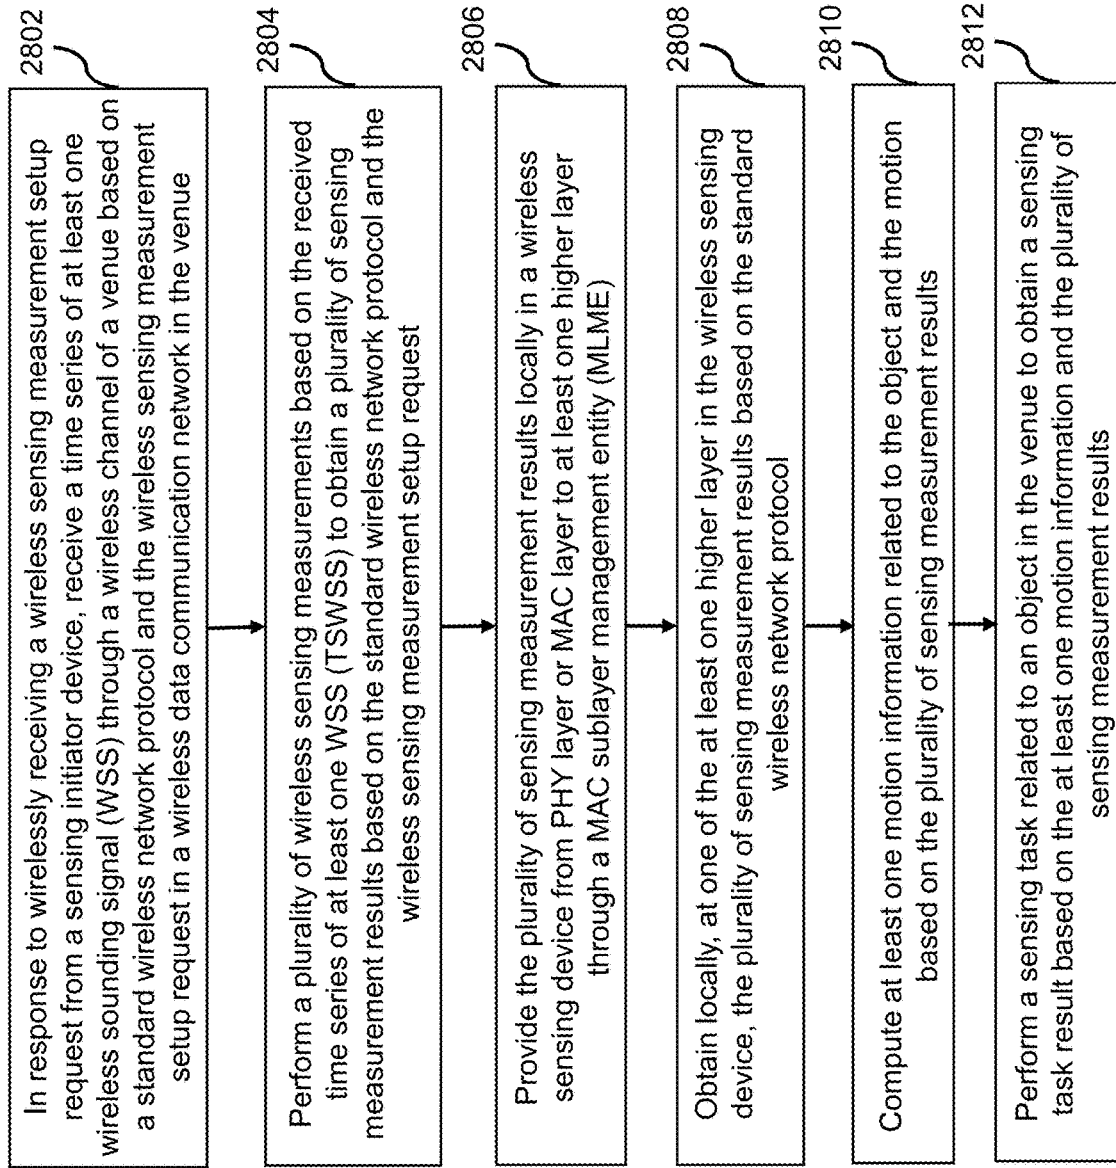 2802
In response to wirelessly receiving a wireless sensing measurement setup
request from a sensing initiator device, receive a time series of at least one
wireless sounding signal (WSS) through a wireless channel of a venue based on
a standard wireless network protocol and the wireless sensing measurement
setup request in a wireless data communication network in the venue
2804
Perform a plurality of wireless sensing measurements based on the received
time series of at least one WSS (TSWSS) to obtain a plurality of sensing
measurement results based on the standard wireless network protocol and the
wireless sensing measurement setup request
2806
Provide the plurality of sensing measurement results locally in a wireless
sensing device from PHY layer or MAC layer to at least one higher layer
through a MAC sublayer management entity (MLME)
2808
Obtain locally, at one of the at least one higher layer in the wireless sensing
device, the plurality of sensing measurement results based on the standard
wireless network protocol
2810
Compute at least one motion information related to the object and the motion
based on the plurality of sensing measurement results
2812
Perform a sensing task related to an object in the venue to obtain a sensing
task result based on the at least one motion information and the plurality of
sensing measurement results